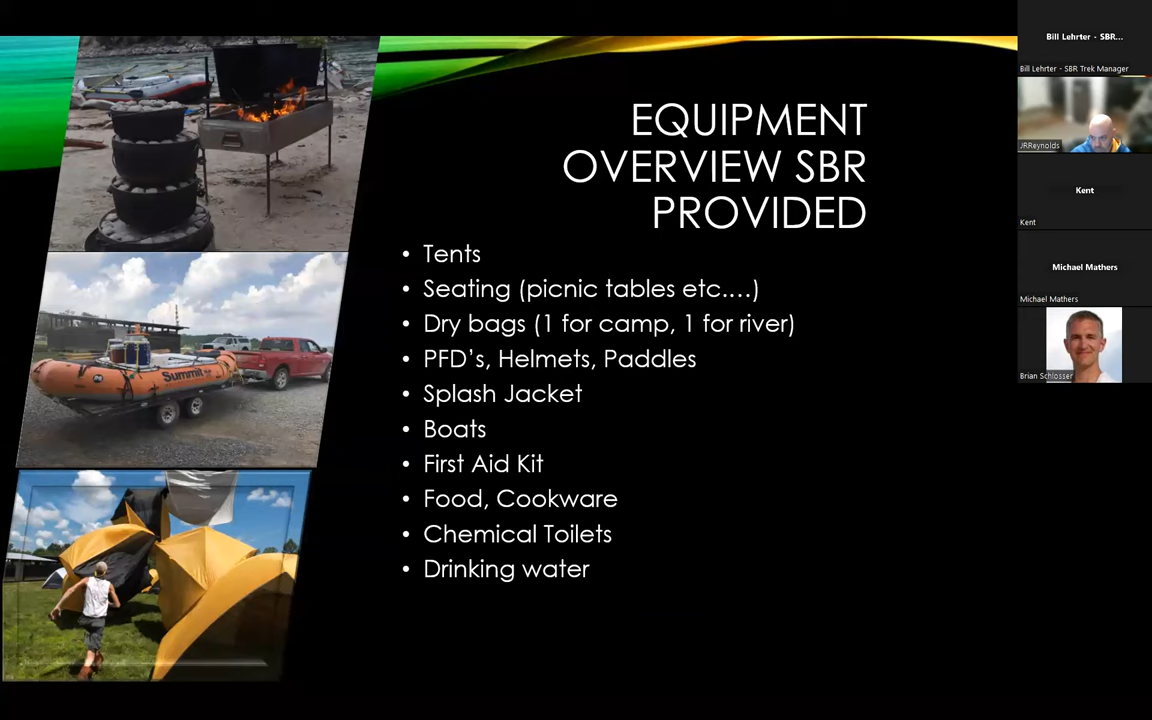 EQUIPMENT
OVERVIEW SBR
PROVIDED
• Tents
• Seating (picnic tables etc.…)
• Dry bags (1 for camp, 1 for river)
• PFD's, Helmets, Paddles
• Splash Jacket
• Boats
• First Aid Kit
• Food, Cookware
• Chemical Toilets
• Drinking water
Summit
Bill Lehrter - SBR...
Bill Lehrter - SBR Trek Manager
JRReynolds
Kent
Kent
Michael Mathers
Michael Mathers
Brian Schlosser